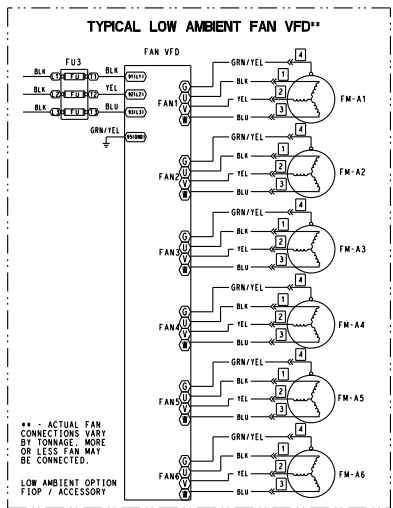 TYPICAL LOW AMBIENT FAN VFD**
FAN VFD
FU3
BLK L1 FU T1 BLK 91(L1)
BLK L2 FU T2 YEL 92(L2)
BLK L3 FU T3 BLU 93(L3)
GRN/YEL 95(GND)
GRN/YEL 4
FAN1 G
U BLK 1
V YEL 2 FM-A1
W BLU 3
GRN/YEL 4
FAN2 G
U BLK 1
V YEL 2 FM-A2
W BLU 3
GRN/YEL 4
FAN3 G
U BLK 1
V YEL 2 FM-A3
W BLU 3
GRN/YEL 4
FAN4 G
U BLK 1
V YEL 2 FM-A4
W BLU 3
GRN/YEL 4
FAN5 G
U BLK 1
V YEL 2 FM-A5
W BLU 3
GRN/YEL 4
FAN6 G
U BLK 1
V YEL 2 FM-A6
W BLU 3
** - ACTUAL FAN
CONNECTIONS VARY
BY TONNAGE. MORE
OR LESS FAN MAY
BE CONNECTED.
LOW AMBIENT OPTION
FIOP / ACCESSORY